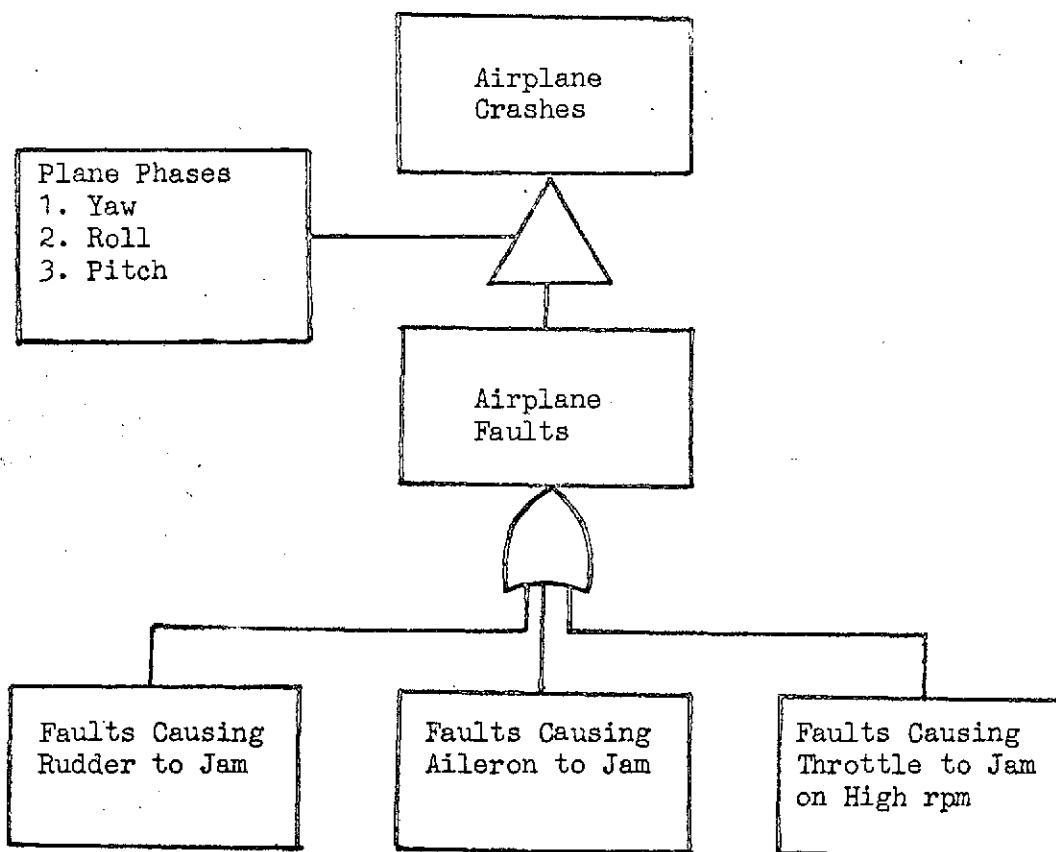 Airplane
Crashes
Plane Phases
1. Yaw
2. Roll
3. Pitch
Airplane
Faults
Faults Causing
Rudder to Jam
Faults Causing
Aileron to Jam
Faults Causing
Throttle to Jam
on High rpm